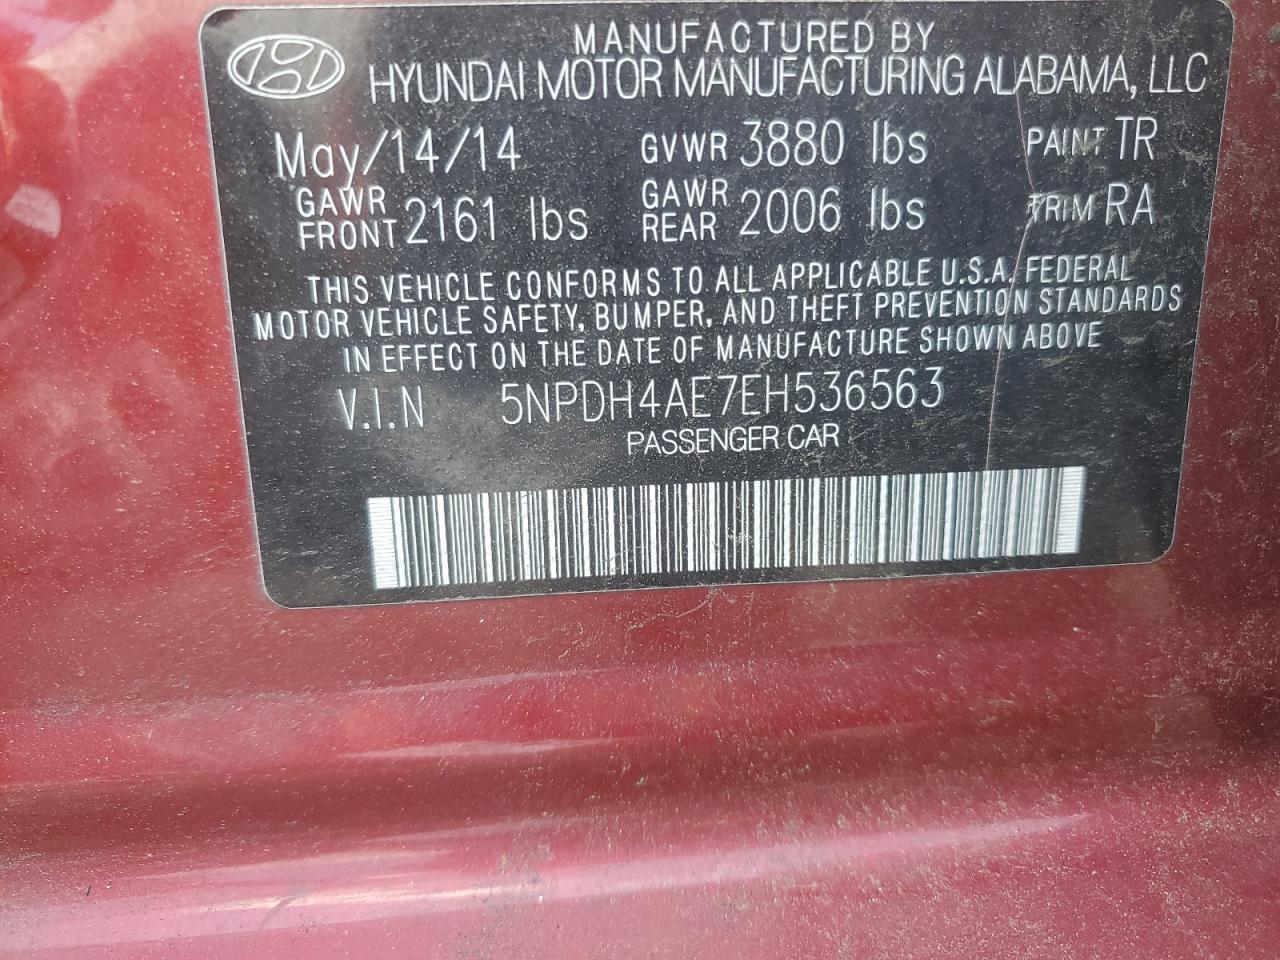 MANUFACTURED BY
HYUNDAI MOTOR MANUFACTURING ALABAMA, LLC
May/14/14 GVWR 3880 lbs PAINT TR
GAWR FRONT 2161 lbs GAWR REAR 2006 lbs TRIM RA
THIS VEHICLE CONFORMS TO ALL APPLICABLE U.S.A. FEDERAL
MOTOR VEHICLE SAFETY, BUMPER, AND THEFT PREVENTION STANDARDS
IN EFFECT ON THE DATE OF MANUFACTURE SHOWN ABOVE
V.I.N 5NPDH4AE7EH536563
PASSENGER CAR